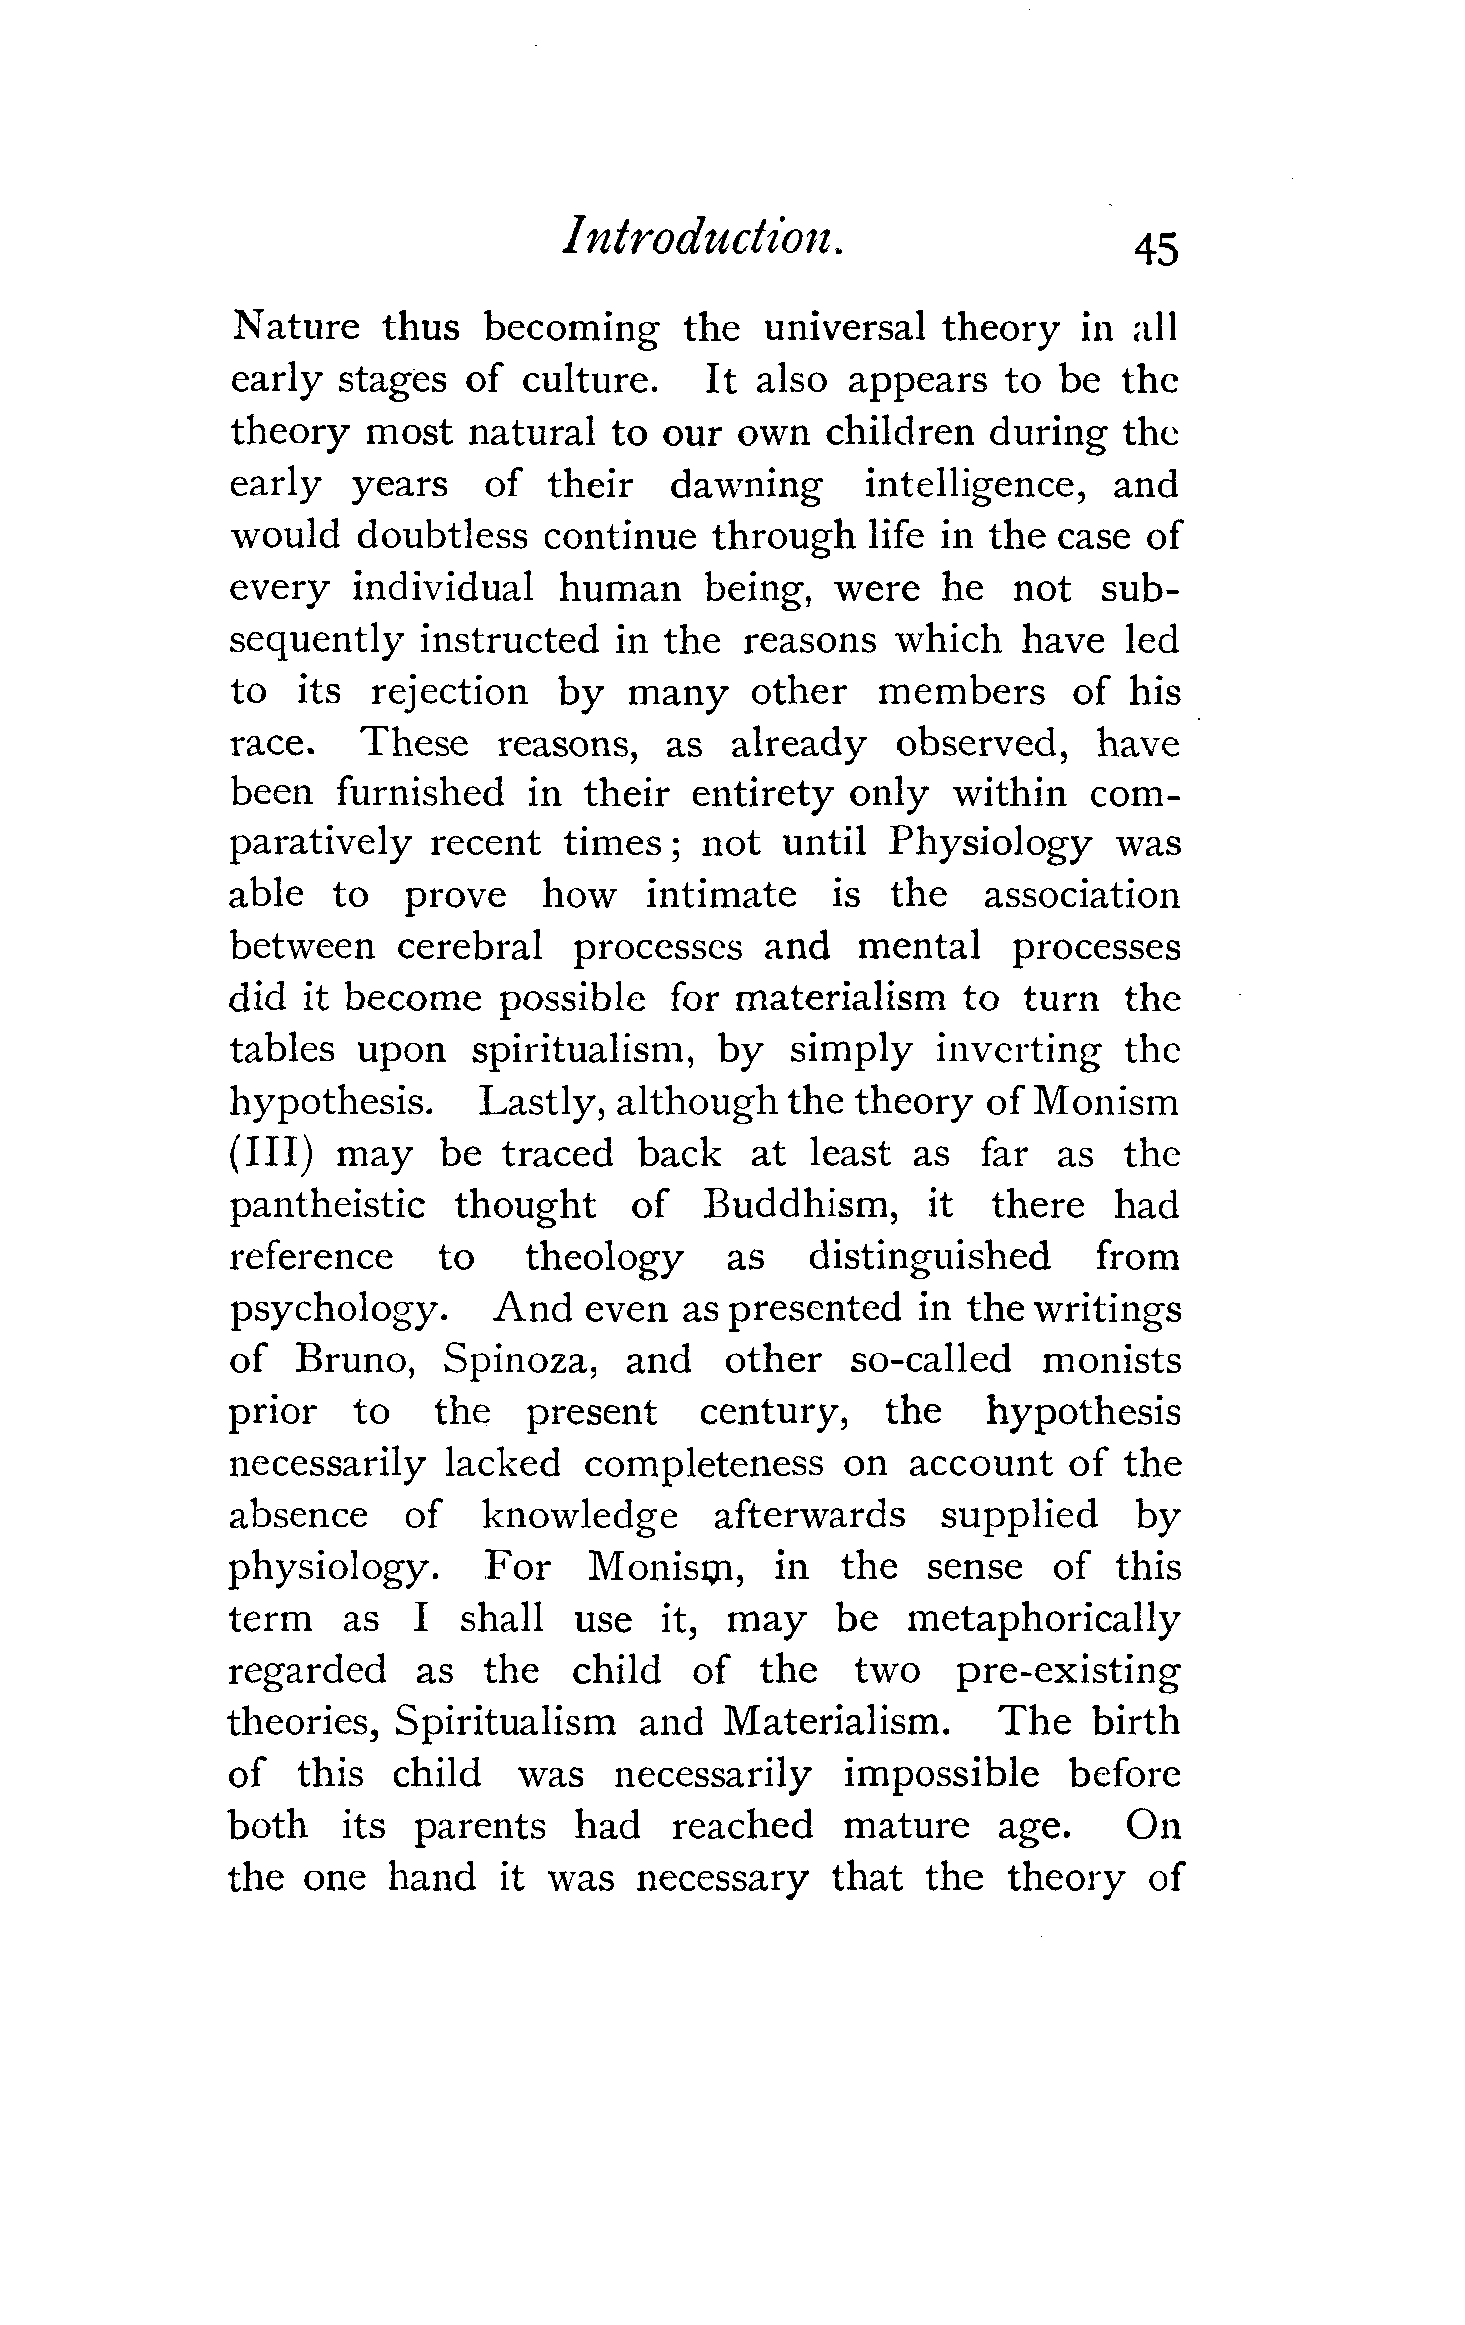 Introduction. 45
Nature thus becoming the universal theory in all
early stages of culture. It also appears to be the
theory most natural to our own children during the
early years of their dawning intelligence, and
would doubtless continue through life in the case of
every individual human being, were he not sub-
sequently instructed in the reasons which have led
to its rejection by many other members of his
race. These reasons, as already observed, have
been furnished in their entirety only within com-
paratively recent times; not until Physiology was
able to prove how intimate is the association
between cerebral processes and mental processes
did it become possible for materialism to turn the
tables upon spiritualism, by simply inverting the
hypothesis. Lastly, although the theory of Monism
(III) may be traced back at least as far as the
pantheistic thought of Buddhism, it there had
reference to theology as distinguished from
psychology. And even as presented in the writings
of Bruno, Spinoza, and other so-called monists
prior to the present century, the hypothesis
necessarily lacked completeness on account of the
absence of knowledge afterwards supplied by
physiology. For Monism, in the sense of this
term as I shall use it, may be metaphorically
regarded as the child of the two pre-existing
theories, Spiritualism and Materialism. The birth
of this child was necessarily impossible before
both its parents had reached mature age. On
the one hand it was necessary that the theory of